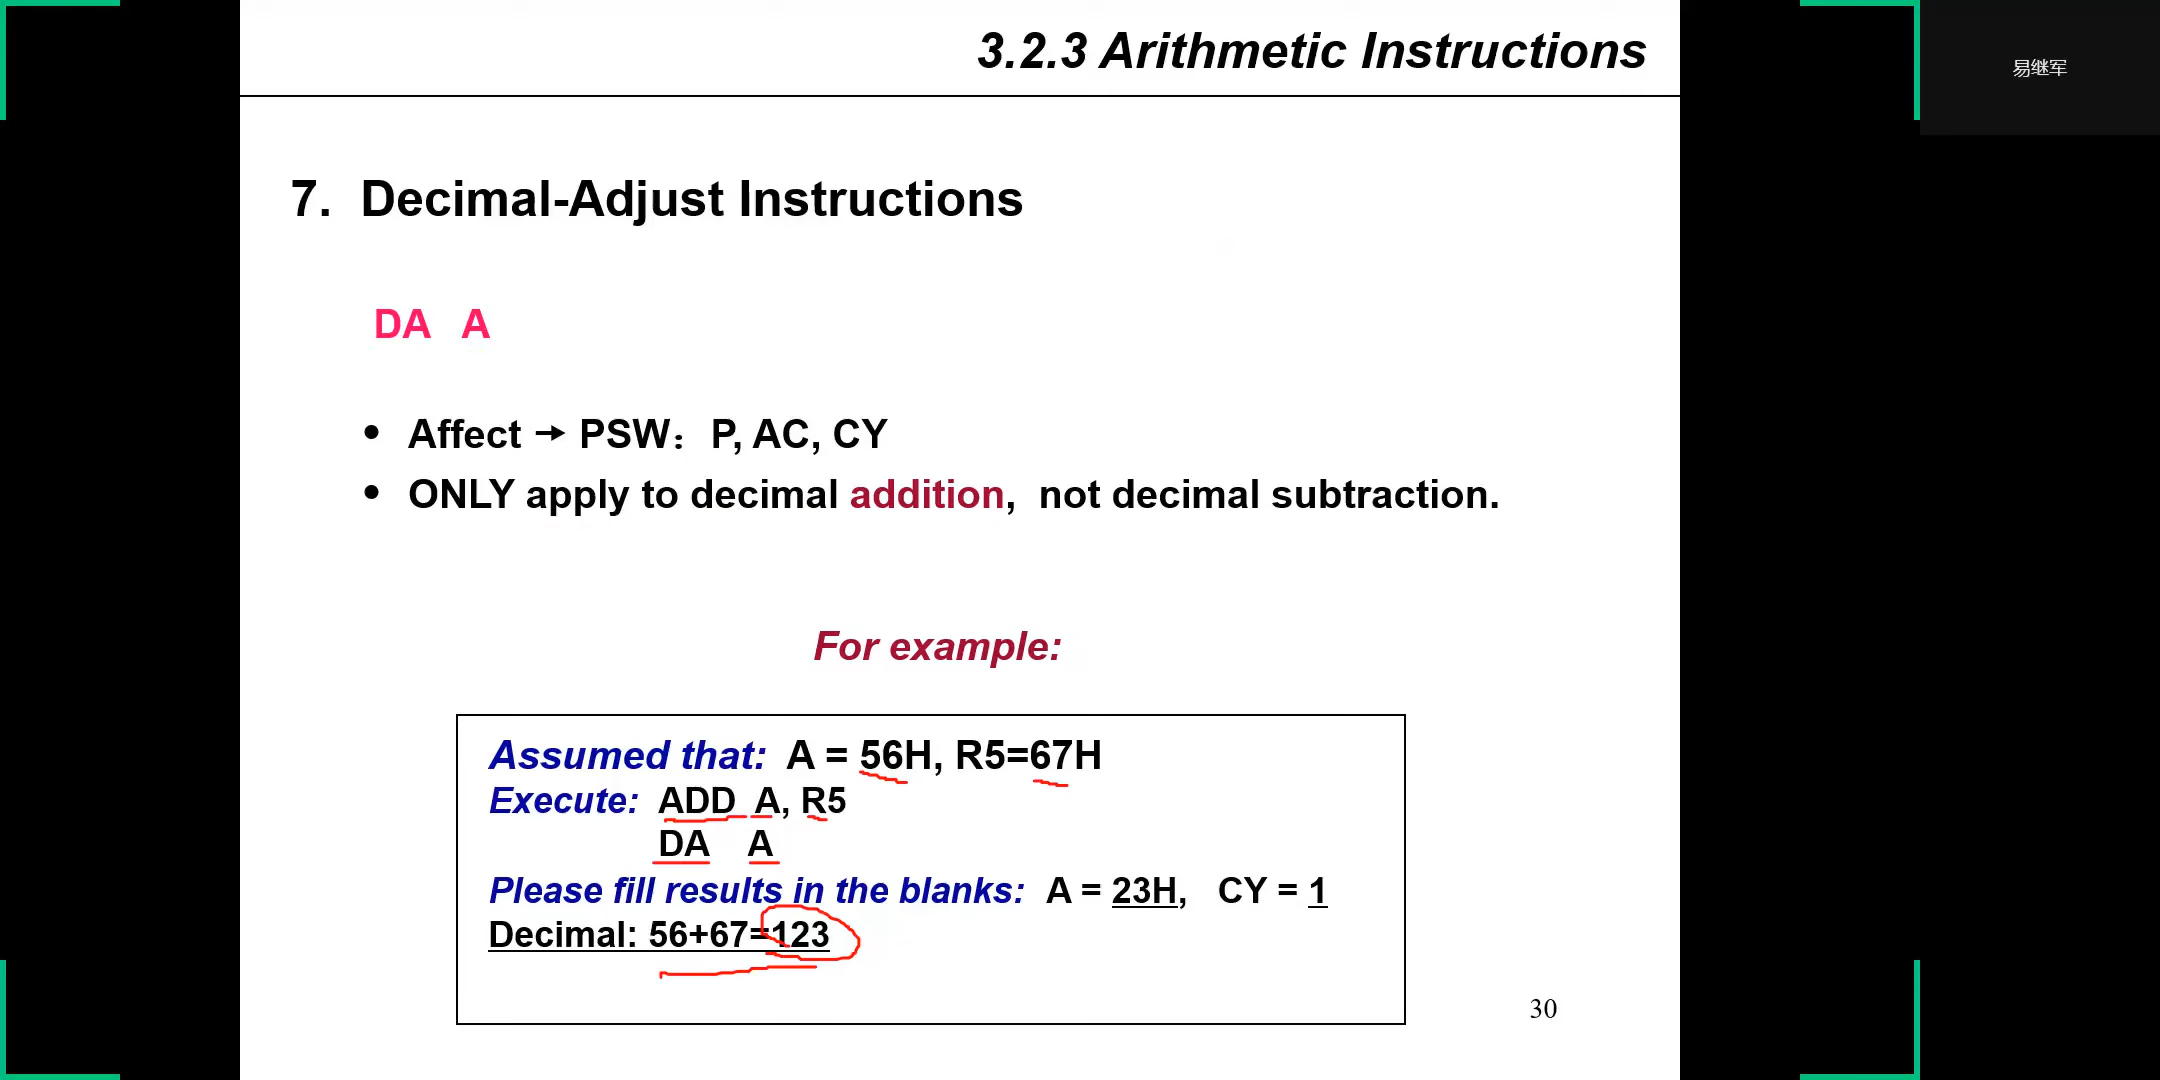 3.2.3 Arithmetic Instructions
易继军
7. Decimal-Adjust Instructions
DA A
• Affect → PSW： P, AC, CY
• ONLY apply to decimal addition, not decimal subtraction.
For example:
Assumed that: A = 56H, R5=67H
Execute: ADD A, R5
DA A
Please fill results in the blanks: A = 23H, CY = 1
Decimal: 56+67=123
30